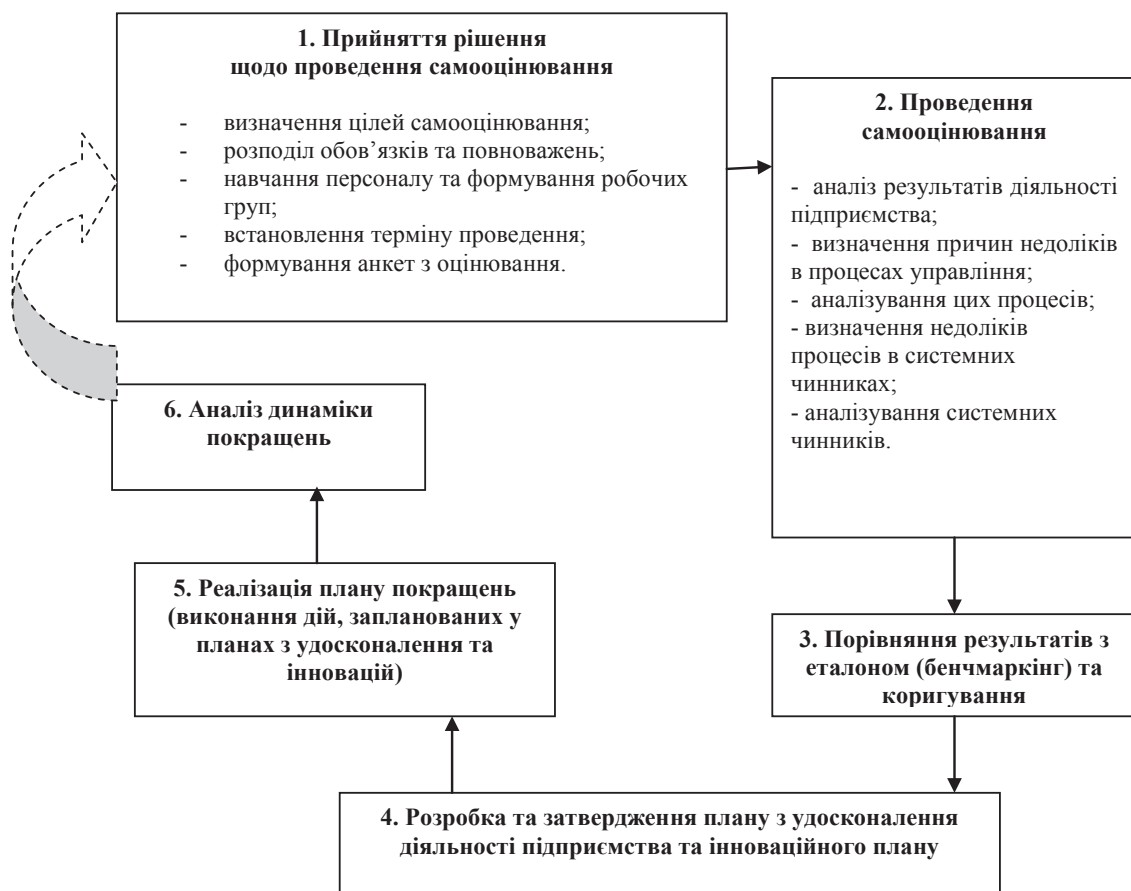 1. Прийняття рішення
щодо проведення самооцінювання
- визначення цілей самооцінювання;
- розподіл обов’язків та повноважень;
- навчання персоналу та формування робочих
груп;
- встановлення терміну проведення;
- формування анкет з оцінювання.
2. Проведення
самооцінювання
- аналіз результатів діяльності
підприємства;
- визначення причин недоліків
в процесах управління;
- аналізування цих процесів;
- визначення недоліків
процесів в системних
чинниках;
- аналізування системних
чинників.
3. Порівняння результатів з
еталоном (бенчмаркінг) та
коригування
4. Розробка та затвердження плану з удосконалення
діяльності підприємства та інноваційного плану
5. Реалізація плану покращень
(виконання дій, запланованих у
планах з удосконалення та
інновацій)
6. Аналіз динаміки
покращень